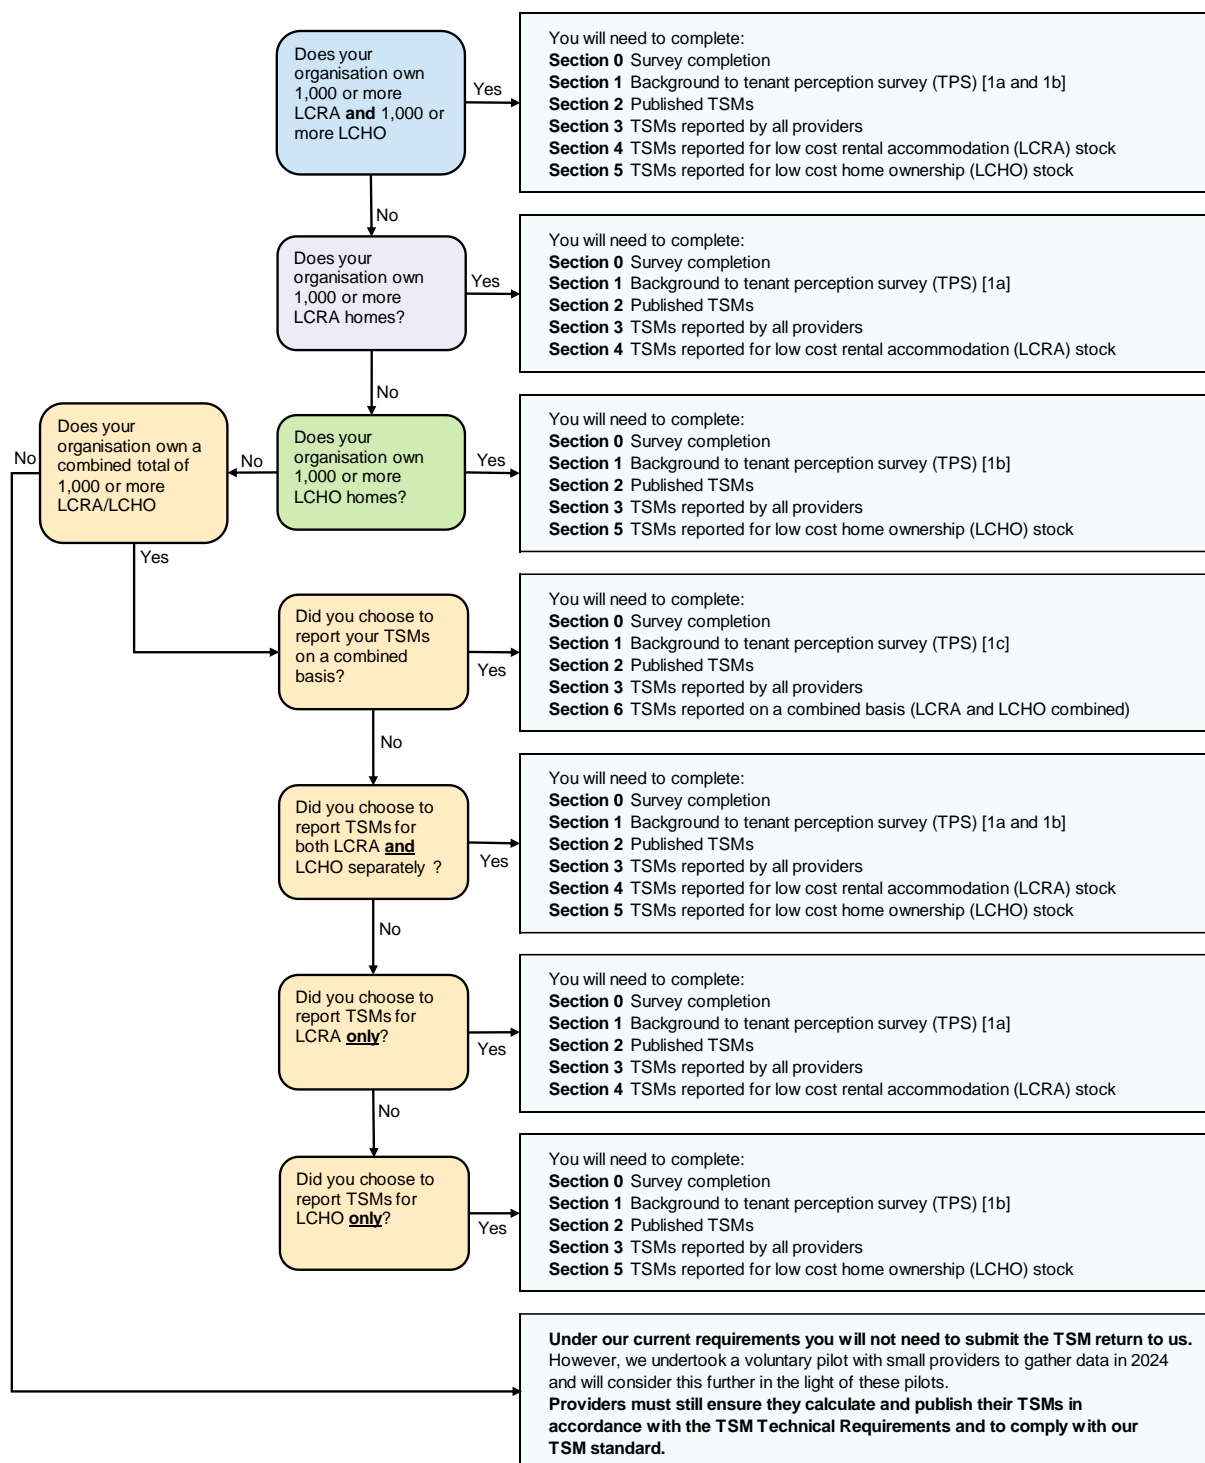 Does your
organisation own
1,000 or more
LCRA and 1,000 or
more LCHO
Yes
You will need to complete:
Section 0 Survey completion
Section 1 Background to tenant perception survey (TPS) [1a and 1b]
Section 2 Published TSMs
Section 3 TSMs reported by all providers
Section 4 TSMs reported for low cost rental accommodation (LCRA) stock
Section 5 TSMs reported for low cost home ownership (LCHO) stock
No
Does your
organisation own
1,000 or more
LCRA homes?
Yes
You will need to complete:
Section 0 Survey completion
Section 1 Background to tenant perception survey (TPS) [1a]
Section 2 Published TSMs
Section 3 TSMs reported by all providers
Section 4 TSMs reported for low cost rental accommodation (LCRA) stock
No
Does your
organisation own
1,000 or more
LCHO homes?
Yes
You will need to complete:
Section 0 Survey completion
Section 1 Background to tenant perception survey (TPS) [1b]
Section 2 Published TSMs
Section 3 TSMs reported by all providers
Section 5 TSMs reported for low cost home ownership (LCHO) stock
No
Does your
organisation own a
combined total of
1,000 or more
LCRA/LCHO
No
Yes
Did you choose to
report your TSMs
on a combined
basis?
Yes
You will need to complete:
Section 0 Survey completion
Section 1 Background to tenant perception survey (TPS) [1c]
Section 2 Published TSMs
Section 3 TSMs reported by all providers
Section 6 TSMs reported on a combined basis (LCRA and LCHO combined)
No
Did you choose to
report TSMs for
both LCRA and
LCHO separately ?
Yes
You will need to complete:
Section 0 Survey completion
Section 1 Background to tenant perception survey (TPS) [1a and 1b]
Section 2 Published TSMs
Section 3 TSMs reported by all providers
Section 4 TSMs reported for low cost rental accommodation (LCRA) stock
Section 5 TSMs reported for low cost home ownership (LCHO) stock
No
Did you choose to
report TSMs for
LCRA only?
Yes
You will need to complete:
Section 0 Survey completion
Section 1 Background to tenant perception survey (TPS) [1a]
Section 2 Published TSMs
Section 3 TSMs reported by all providers
Section 4 TSMs reported for low cost rental accommodation (LCRA) stock
No
Did you choose to
report TSMs for
LCHO only?
Yes
You will need to complete:
Section 0 Survey completion
Section 1 Background to tenant perception survey (TPS) [1b]
Section 2 Published TSMs
Section 3 TSMs reported by all providers
Section 5 TSMs reported for low cost home ownership (LCHO) stock
Under our current requirements you will not need to submit the TSM return to us.
However, we undertook a voluntary pilot with small providers to gather data in 2024
and will consider this further in the light of these pilots.
Providers must still ensure they calculate and publish their TSMs in
accordance with the TSM Technical Requirements and to comply with our
TSM standard.